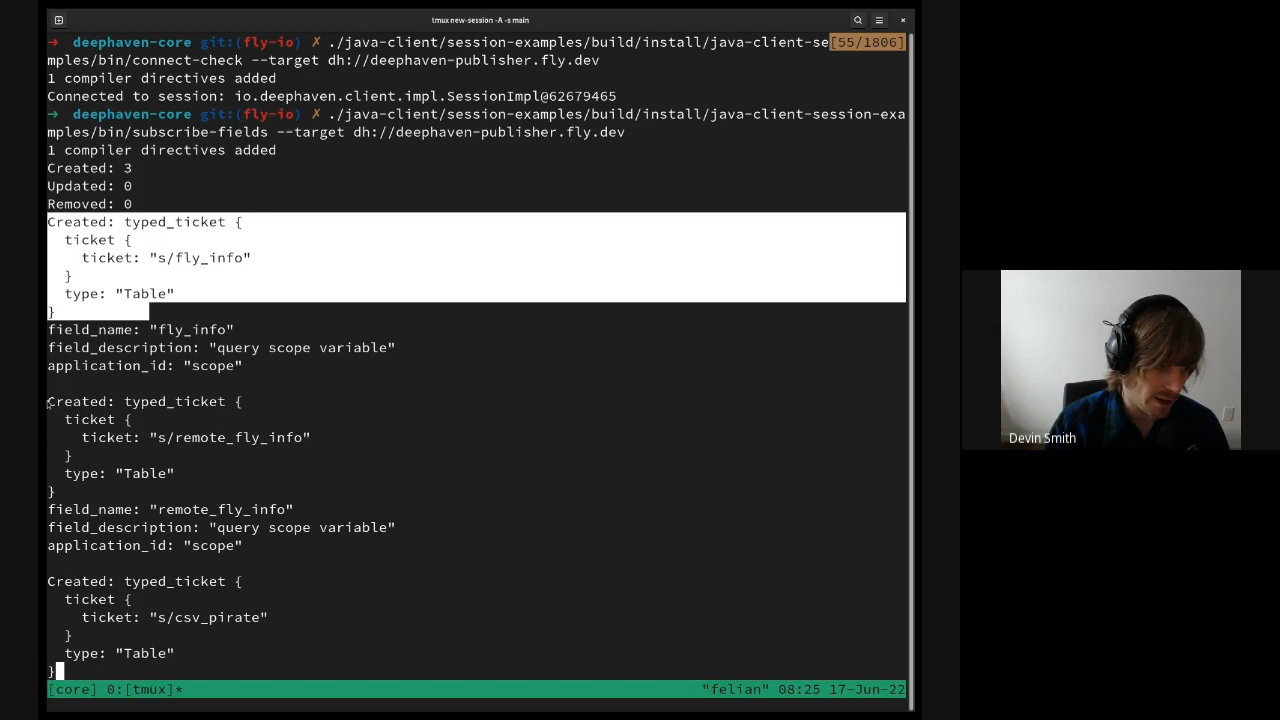 tmux new-session -A -s main
→ deephaven-core git:(fly-io) ✗ ./java-client/session-examples/build/install/java-client-se[55/1806]
mples/bin/connect-check --target dh://deephaven-publisher.fly.dev
1 compiler directives added
Connected to session: io.deephaven.client.impl.SessionImpl@62679465
→ deephaven-core git:(fly-io) ✗ ./java-client/session-examples/build/install/java-client-session-exa
mples/bin/subscribe-fields --target dh://deephaven-publisher.fly.dev
1 compiler directives added
Created: 3
Updated: 0
Removed: 0
Created: typed_ticket {
  ticket {
    ticket: "s/fly_info"
  }
  type: "Table"
}
field_name: "fly_info"
field_description: "query scope variable"
application_id: "scope"
Created: typed_ticket {
  ticket {
    ticket: "s/remote_fly_info"
  }
  type: "Table"
}
field_name: "remote_fly_info"
field_description: "query scope variable"
application_id: "scope"
Created: typed_ticket {
  ticket {
    ticket: "s/csv_pirate"
  }
  type: "Table"
}
[core] 0:[tmux]* "felian" 08:25 17-Jun-22
Devin Smith